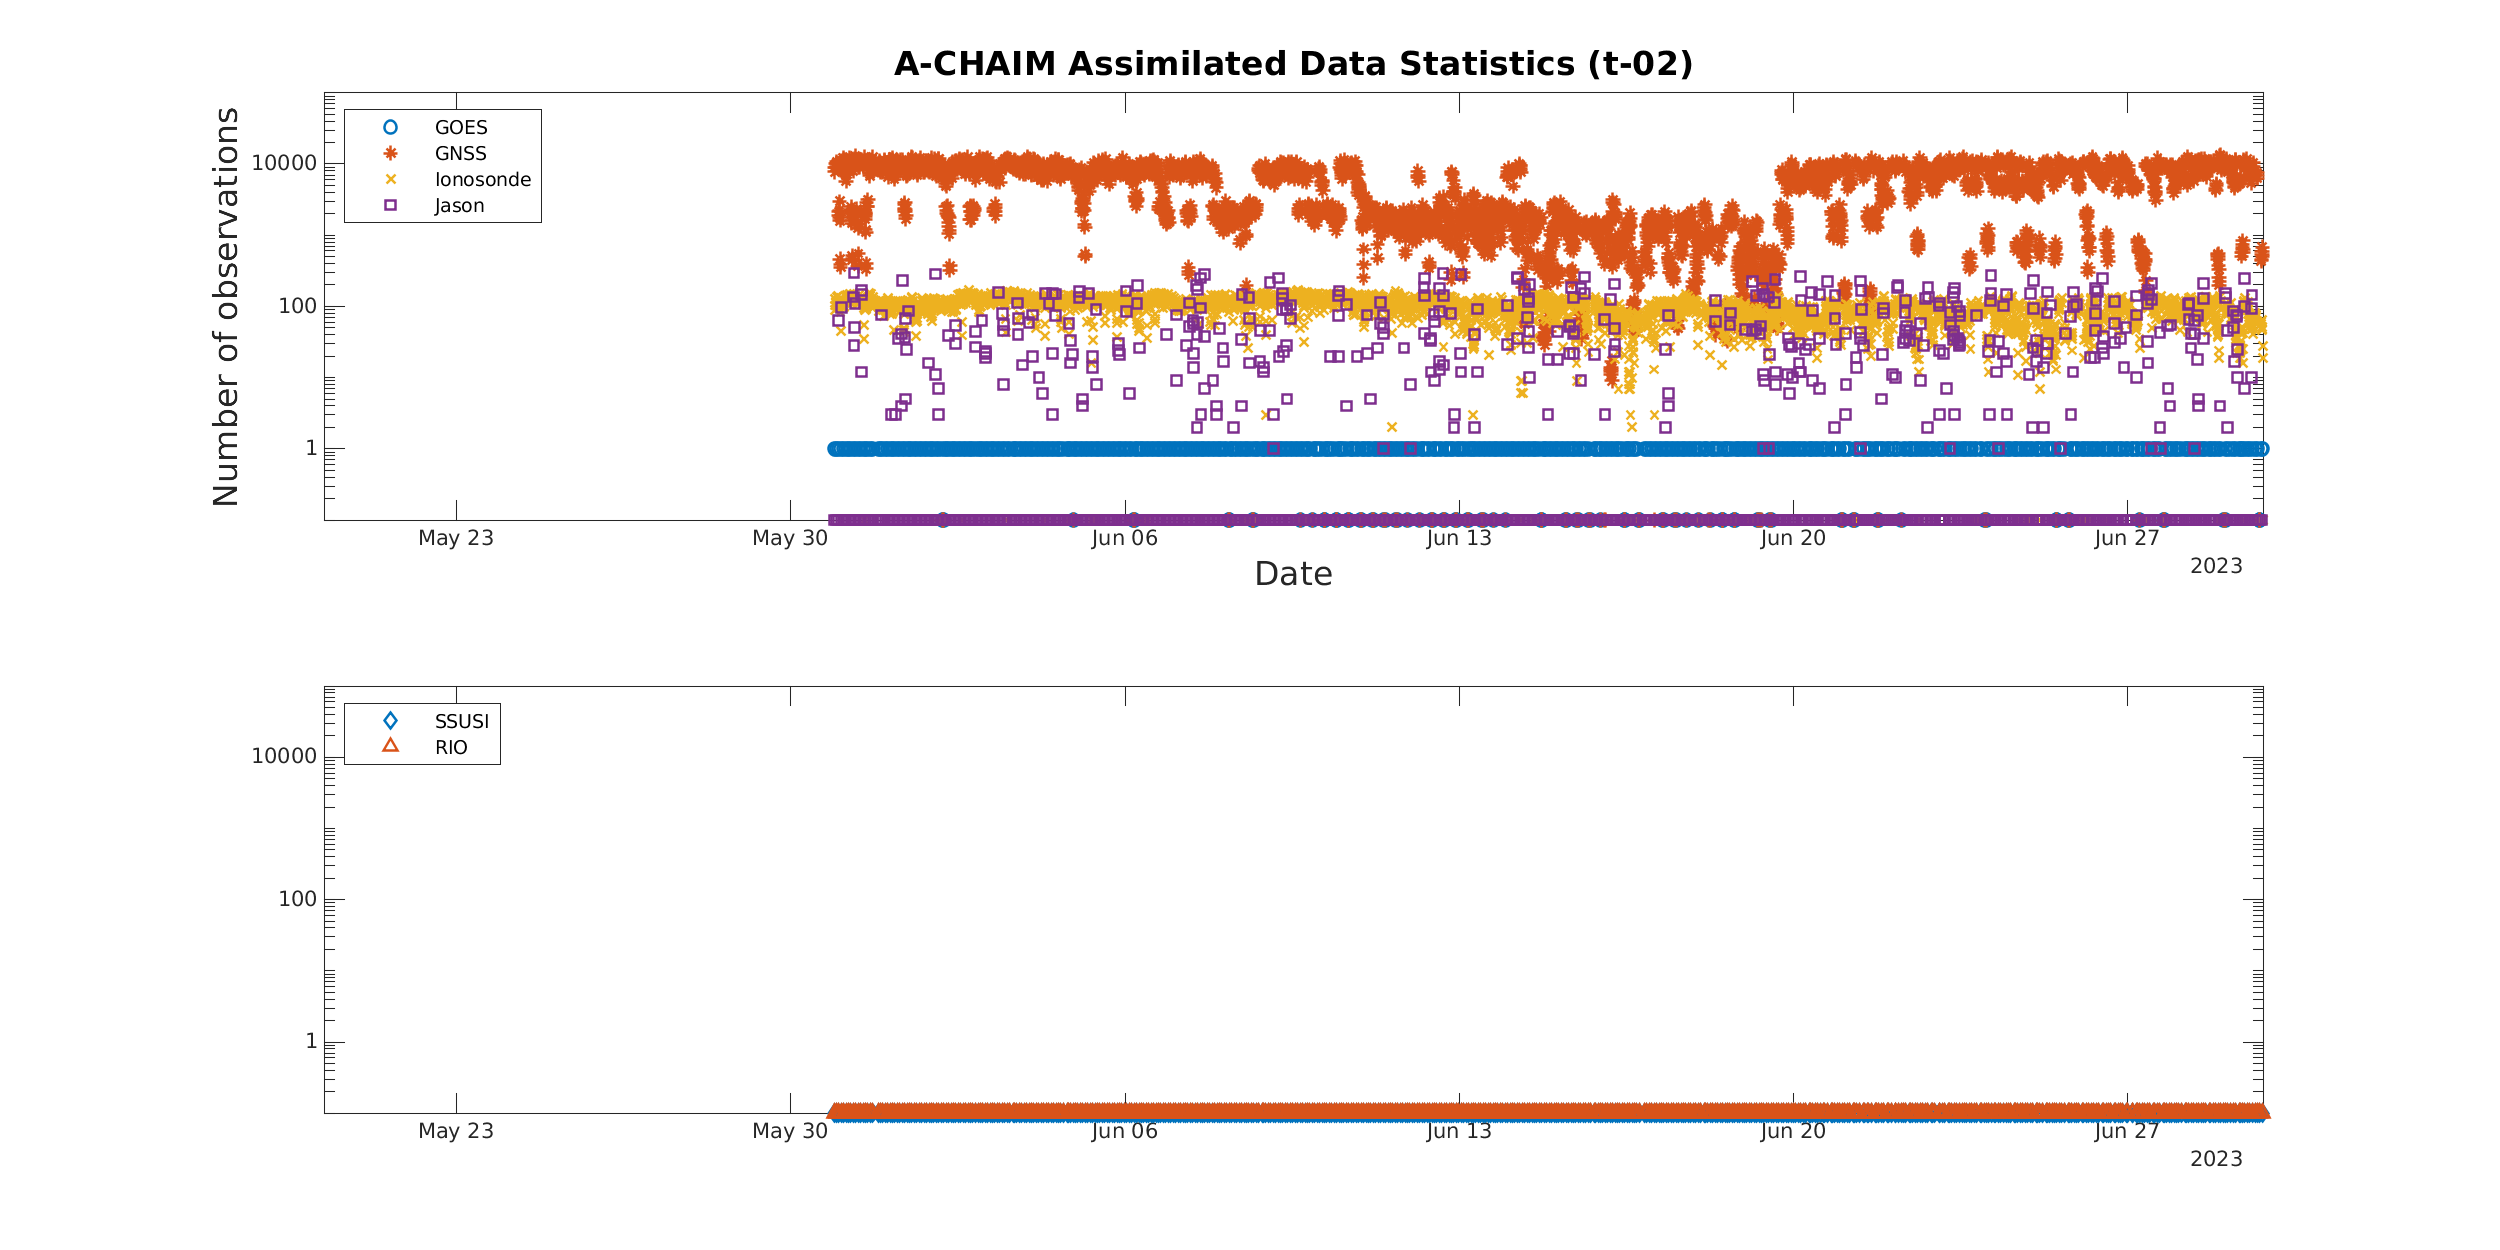 A-CHAIM Assimilated Data Statistics (t-02)
Number of observations
10000
100
1
GOES
GNSS
Ionosonde
Jason
May 23
May 30
Jun 06
Jun 13
Jun 20
Jun 27
2023
Date
10000
100
1
SSUSI
RIO
May 23
May 30
Jun 06
Jun 13
Jun 20
Jun 27
2023